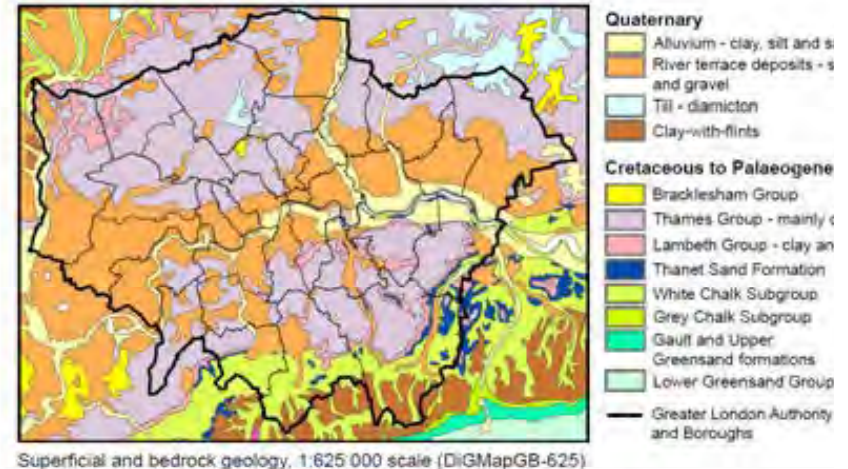 Quaternary
Alluvium - clay, silt and s
River terrace deposits - s
and gravel
Till - diamicton
Clay-with-flints
Cretaceous to Palaeogene
Bracklesham Group
Thames Group - mainly c
Lambeth Group - clay an
Thanet Sand Formation
White Chalk Subgroup
Grey Chalk Subgroup
Gault and Upper
Greensand formations
Lower Greensand Group
Greater London Authority
and Boroughs
Superficial and bedrock geology, 1:625 000 scale (DiGMapGB-625)